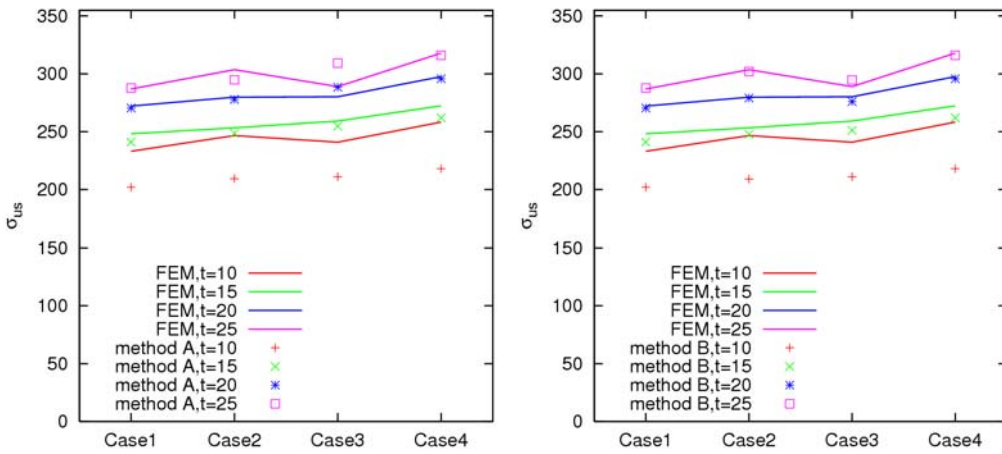 350
300
250
200
150
100
50
0
σus
FEM,t=10
FEM,t=15
FEM,t=20
FEM,t=25
method A,t=10
method A,t=15
method A,t=20
method A,t=25
Case1 Case2 Case3 Case4
350
300
250
200
150
100
50
0
σus
FEM,t=10
FEM,t=15
FEM,t=20
FEM,t=25
method B,t=10
method B,t=15
method B,t=20
method B,t=25
Case1 Case2 Case3 Case4